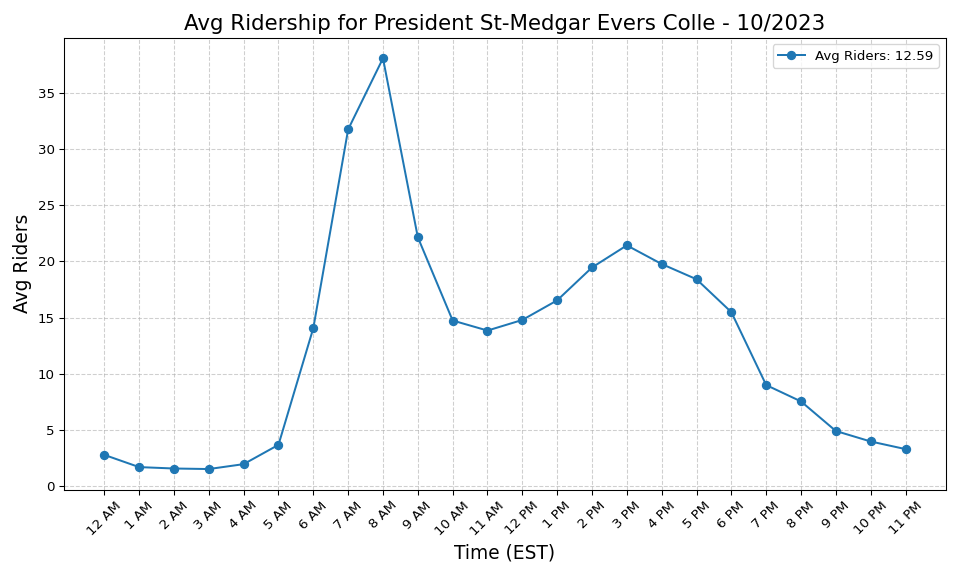 Avg Ridership for President St-Medgar Evers Colle - 10/2023
Avg Riders: 12.59
Avg Riders
35
30
25
20
15
10
5
0
12 AM
1 AM
2 AM
3 AM
4 AM
5 AM
6 AM
7 AM
8 AM
9 AM
10 AM
11 AM
12 PM
1 PM
2 PM
3 PM
4 PM
5 PM
6 PM
7 PM
8 PM
9 PM
10 PM
11 PM
Time (EST)